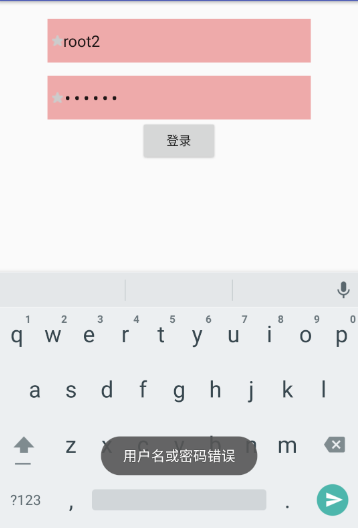 root2
••••••
登录
1 2 3 4 5 6 7 8 9 0
q w e r t y u i o p
a s d f g h j k l
z x c v b n m
用户名或密码错误
?123 , .